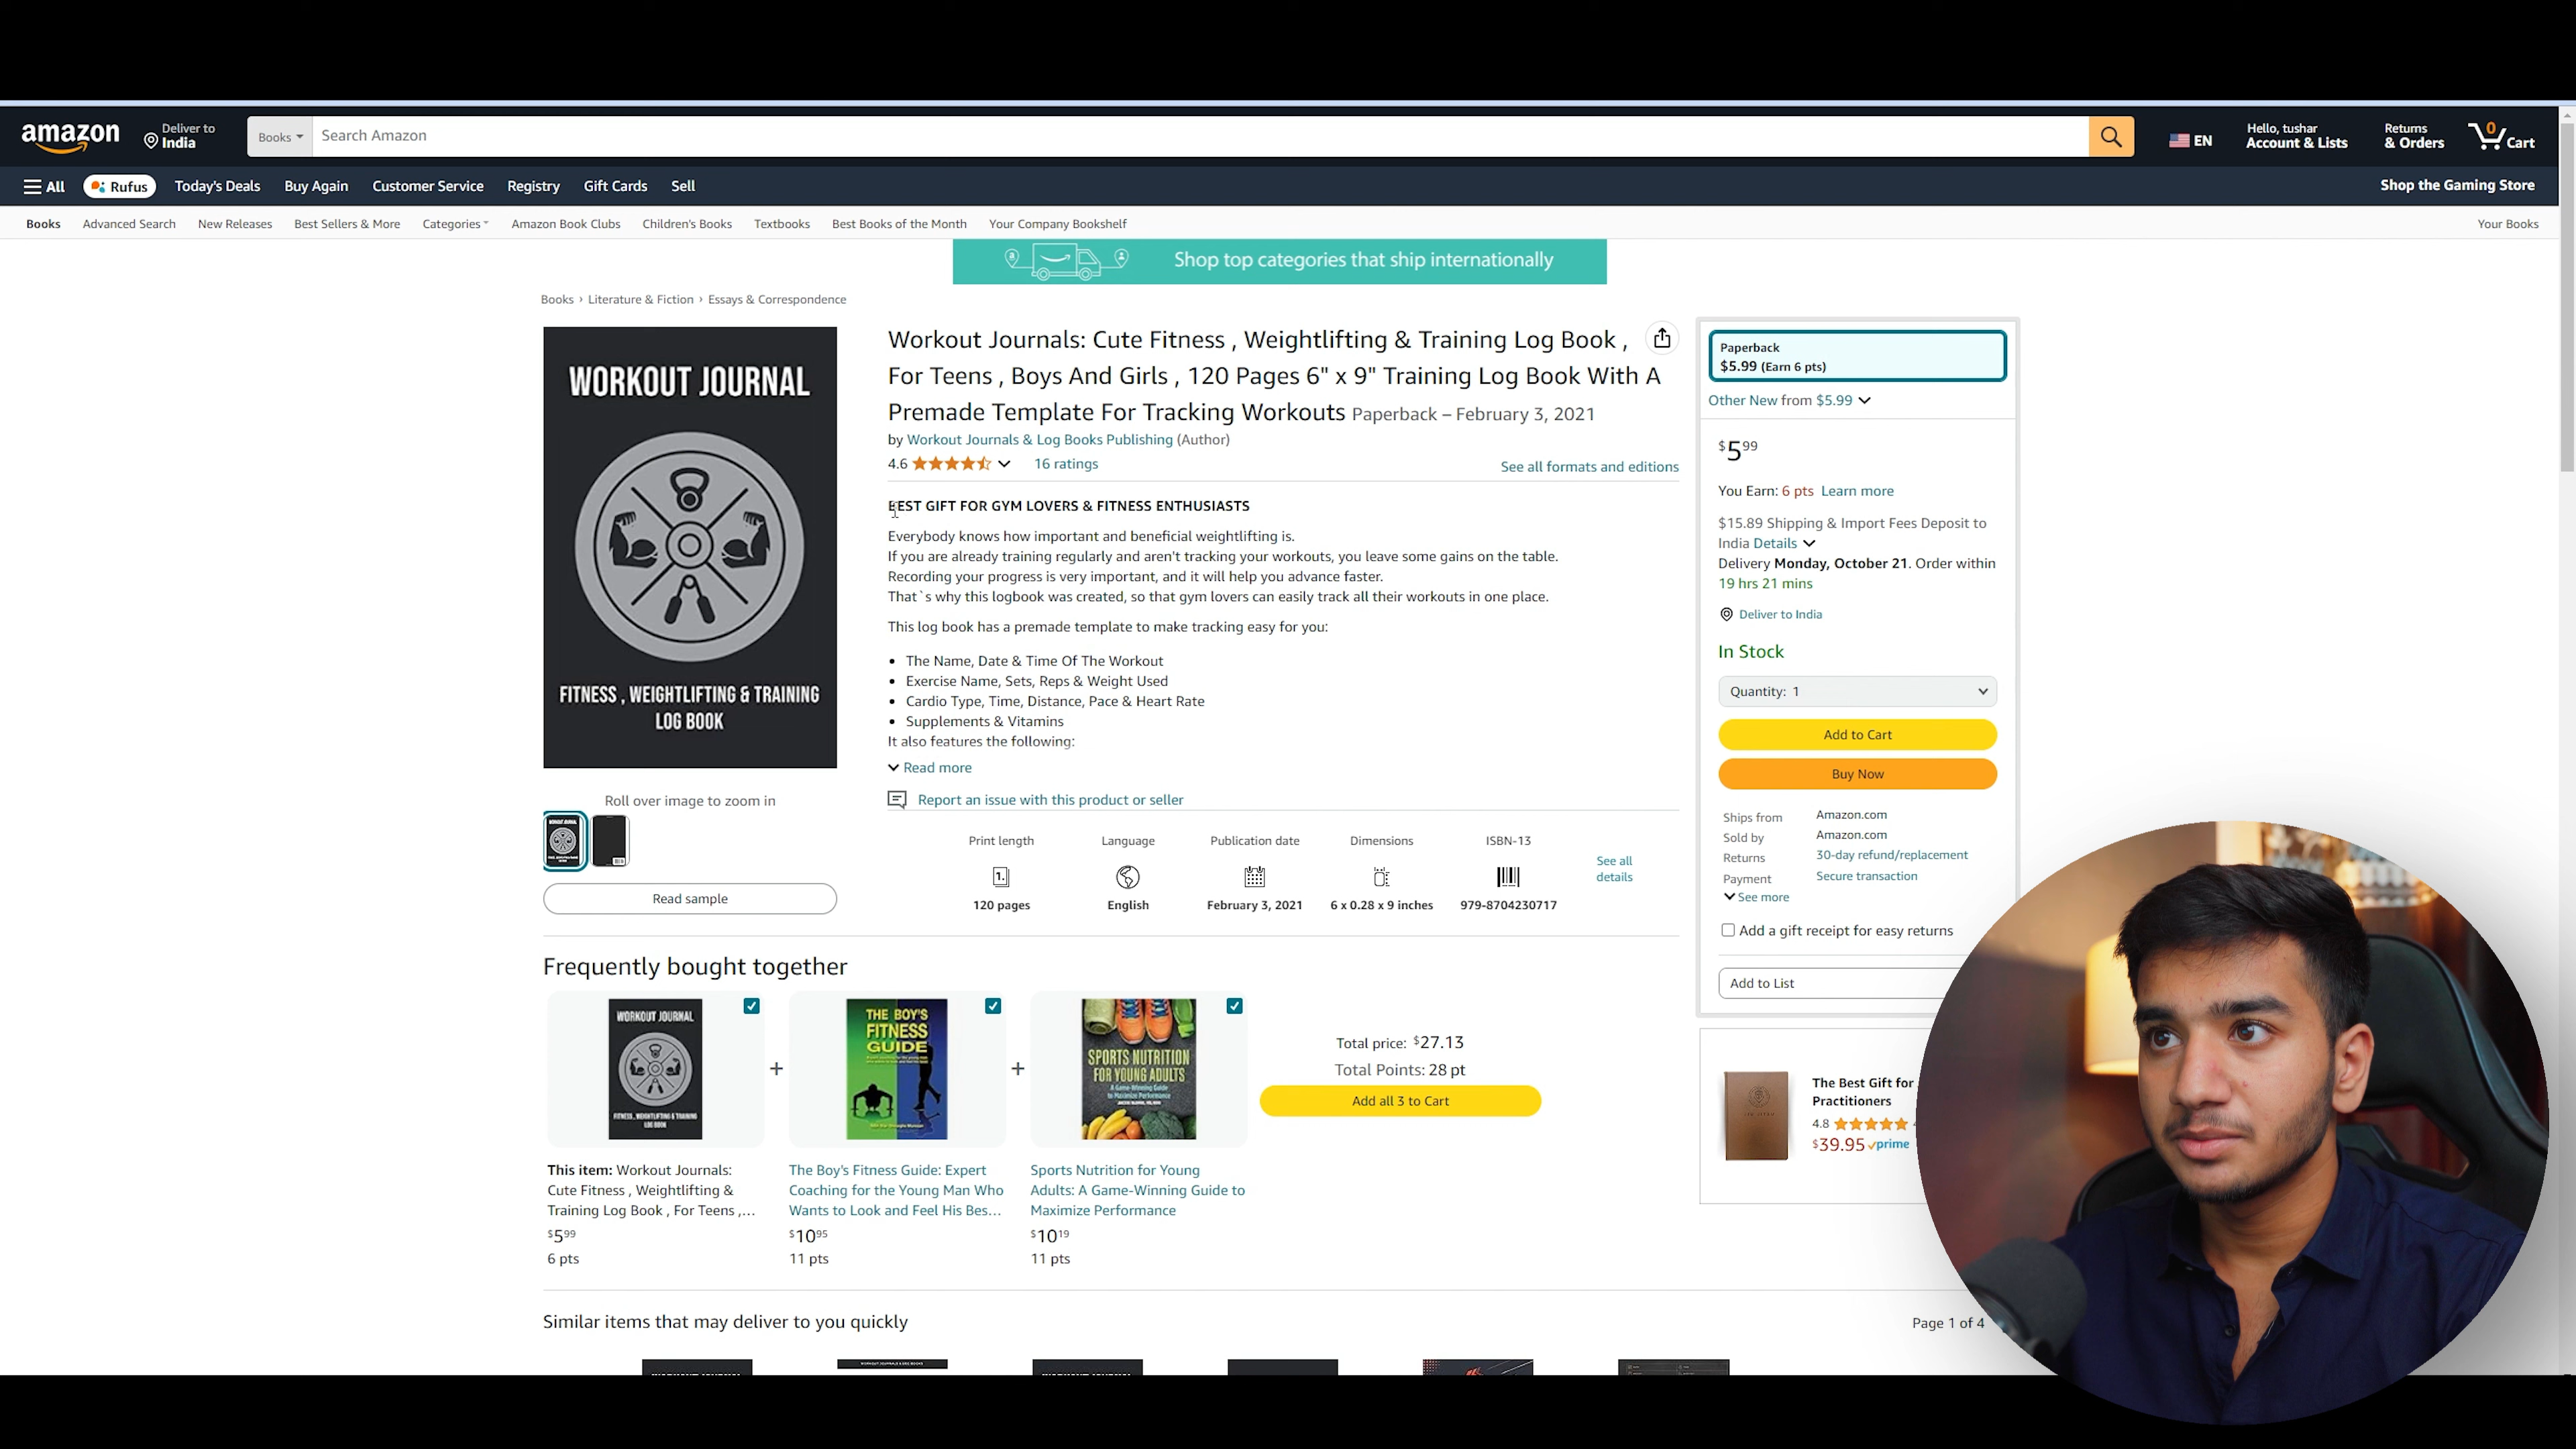 amazon
Deliver to
India
Books
Search Amazon
EN
Hello, tushar
Account & Lists
Returns
& Orders
0
Cart
All
Rufus
Today's Deals
Buy Again
Customer Service
Registry
Gift Cards
Sell
Shop the Gaming Store
Books
Advanced Search
New Releases
Best Sellers & More
Categories
Amazon Book Clubs
Children's Books
Textbooks
Best Books of the Month
Your Company Bookshelf
Your Books
Shop top categories that ship internationally
Books › Literature & Fiction › Essays & Correspondence
WORKOUT JOURNAL
FITNESS , WEIGHTLIFTING & TRAINING
LOG BOOK
Roll over image to zoom in
Read sample
Workout Journals: Cute Fitness , Weightlifting & Training Log Book ,
For Teens , Boys And Girls , 120 Pages 6" x 9" Training Log Book With A
Premade Template For Tracking Workouts Paperback – February 3, 2021
by Workout Journals & Log Books Publishing (Author)
4.6
16 ratings
See all formats and editions
BEST GIFT FOR GYM LOVERS & FITNESS ENTHUSIASTS
Everybody knows how important and beneficial weightlifting is.
If you are already training regularly and aren't tracking your workouts, you leave some gains on the table.
Recording your progress is very important, and it will help you advance faster.
That`s why this logbook was created, so that gym lovers can easily track all their workouts in one place.
This log book has a premade template to make tracking easy for you:
• The Name, Date & Time Of The Workout
• Exercise Name, Sets, Reps & Weight Used
• Cardio Type, Time, Distance, Pace & Heart Rate
• Supplements & Vitamins
It also features the following:
Read more
Report an issue with this product or seller
Print length
1.
120 pages
Language
English
Publication date
February 3, 2021
Dimensions
6 x 0.28 x 9 inches
ISBN-13
979-8704230717
See all
details
Paperback
$5.99 (Earn 6 pts)
Other New from $5.99
$5 99
You Earn: 6 pts Learn more
$15.89 Shipping & Import Fees Deposit to
India Details
Delivery Monday, October 21. Order within
19 hrs 21 mins
Deliver to India
In Stock
Quantity: 1
Add to Cart
Buy Now
Ships from Amazon.com
Sold by Amazon.com
Returns 30-day refund/replacement
Payment Secure transaction
See more
Add a gift receipt for easy returns
Add to List
The Best Gift for
Practitioners
4.8
$39.95 prime
Frequently bought together
WORKOUT JOURNAL
FITNESS , WEIGHTLIFTING & TRAINING
LOG BOOK
+
THE BOY'S
FITNESS
GUIDE
+
SPORTS NUTRITION
FOR YOUNG ADULTS
A Game-Winning Guide
to Maximize Performance
This item: Workout Journals:
Cute Fitness , Weightlifting &
Training Log Book , For Teens ,...
$5 99
6 pts
The Boy's Fitness Guide: Expert
Coaching for the Young Man Who
Wants to Look and Feel His Bes...
$10 95
11 pts
Sports Nutrition for Young
Adults: A Game-Winning Guide to
Maximize Performance
$10 19
11 pts
Total price: $27.13
Total Points: 28 pt
Add all 3 to Cart
Similar items that may deliver to you quickly
Page 1 of 4